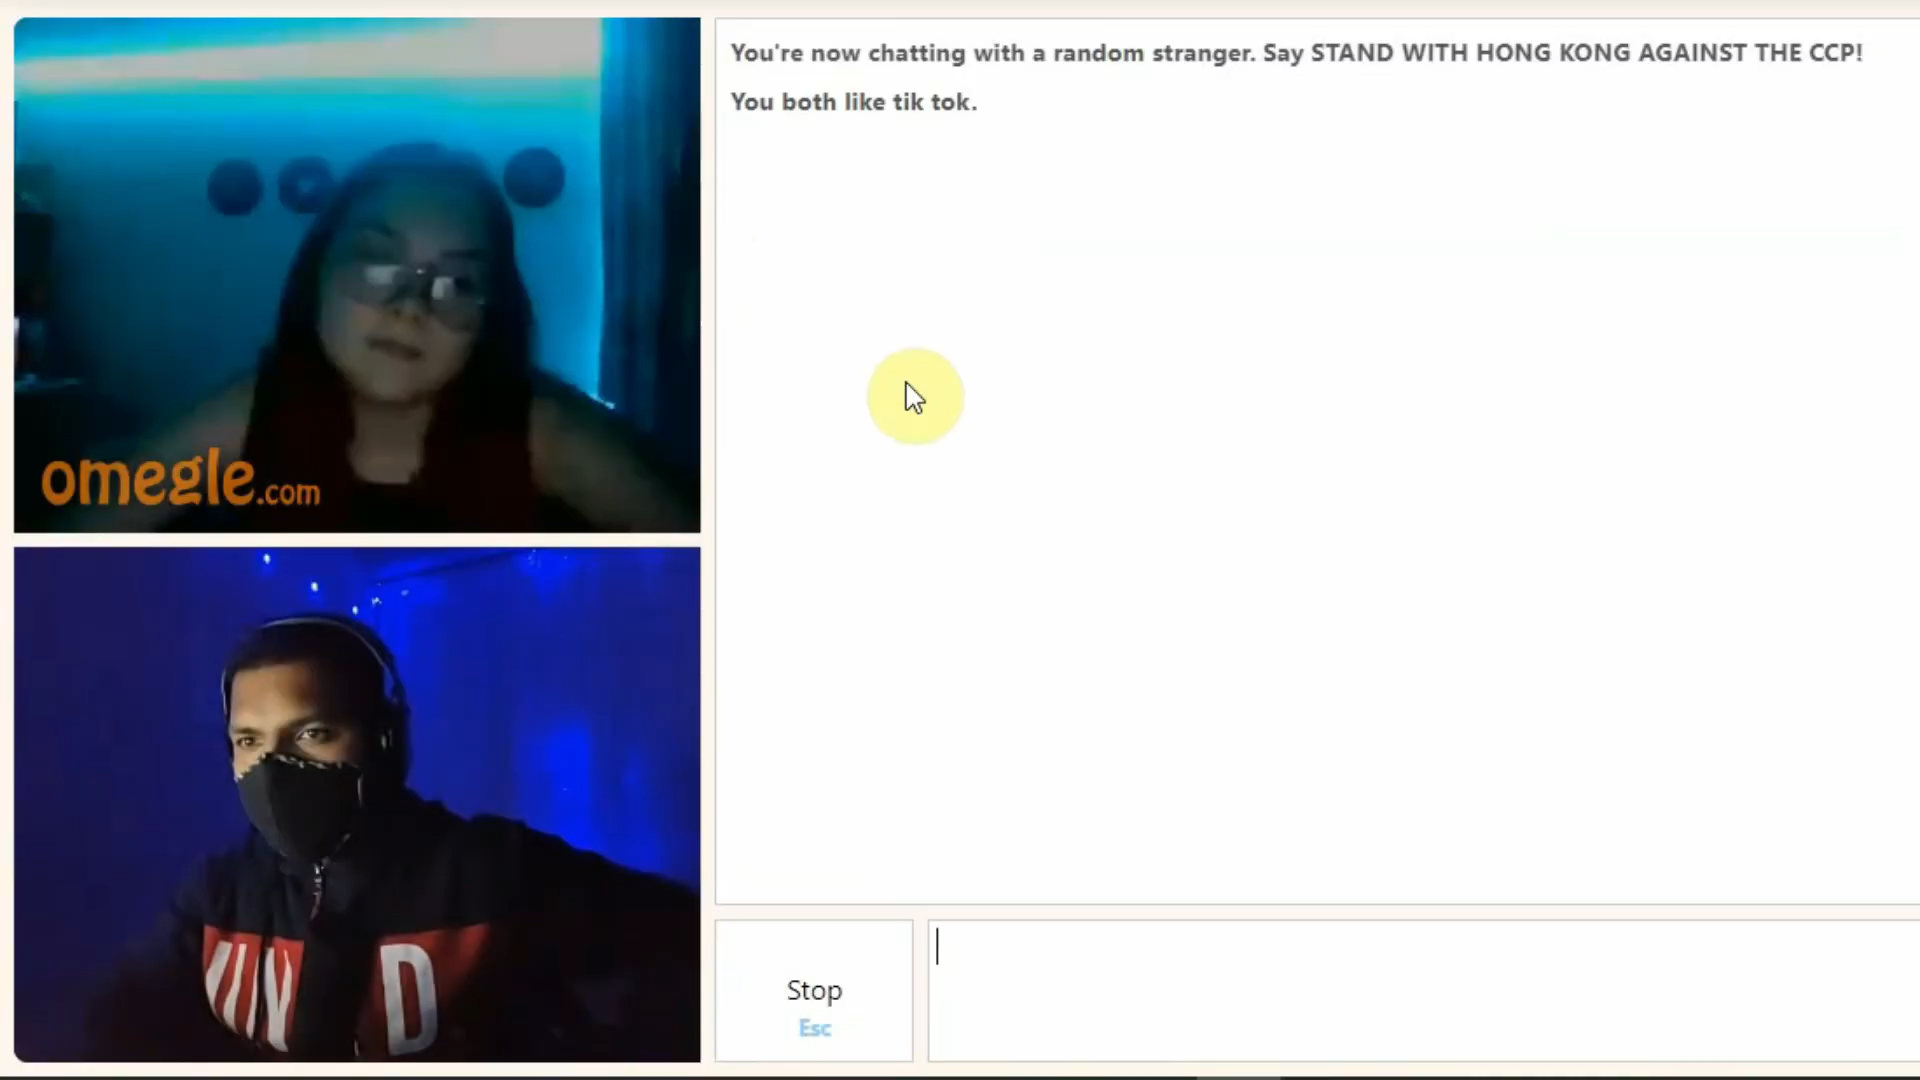 You're now chatting with a random stranger. Say STAND WITH HONG KONG AGAINST THE CCP!
You both like tik tok.
omegle.com
Stop
Esc